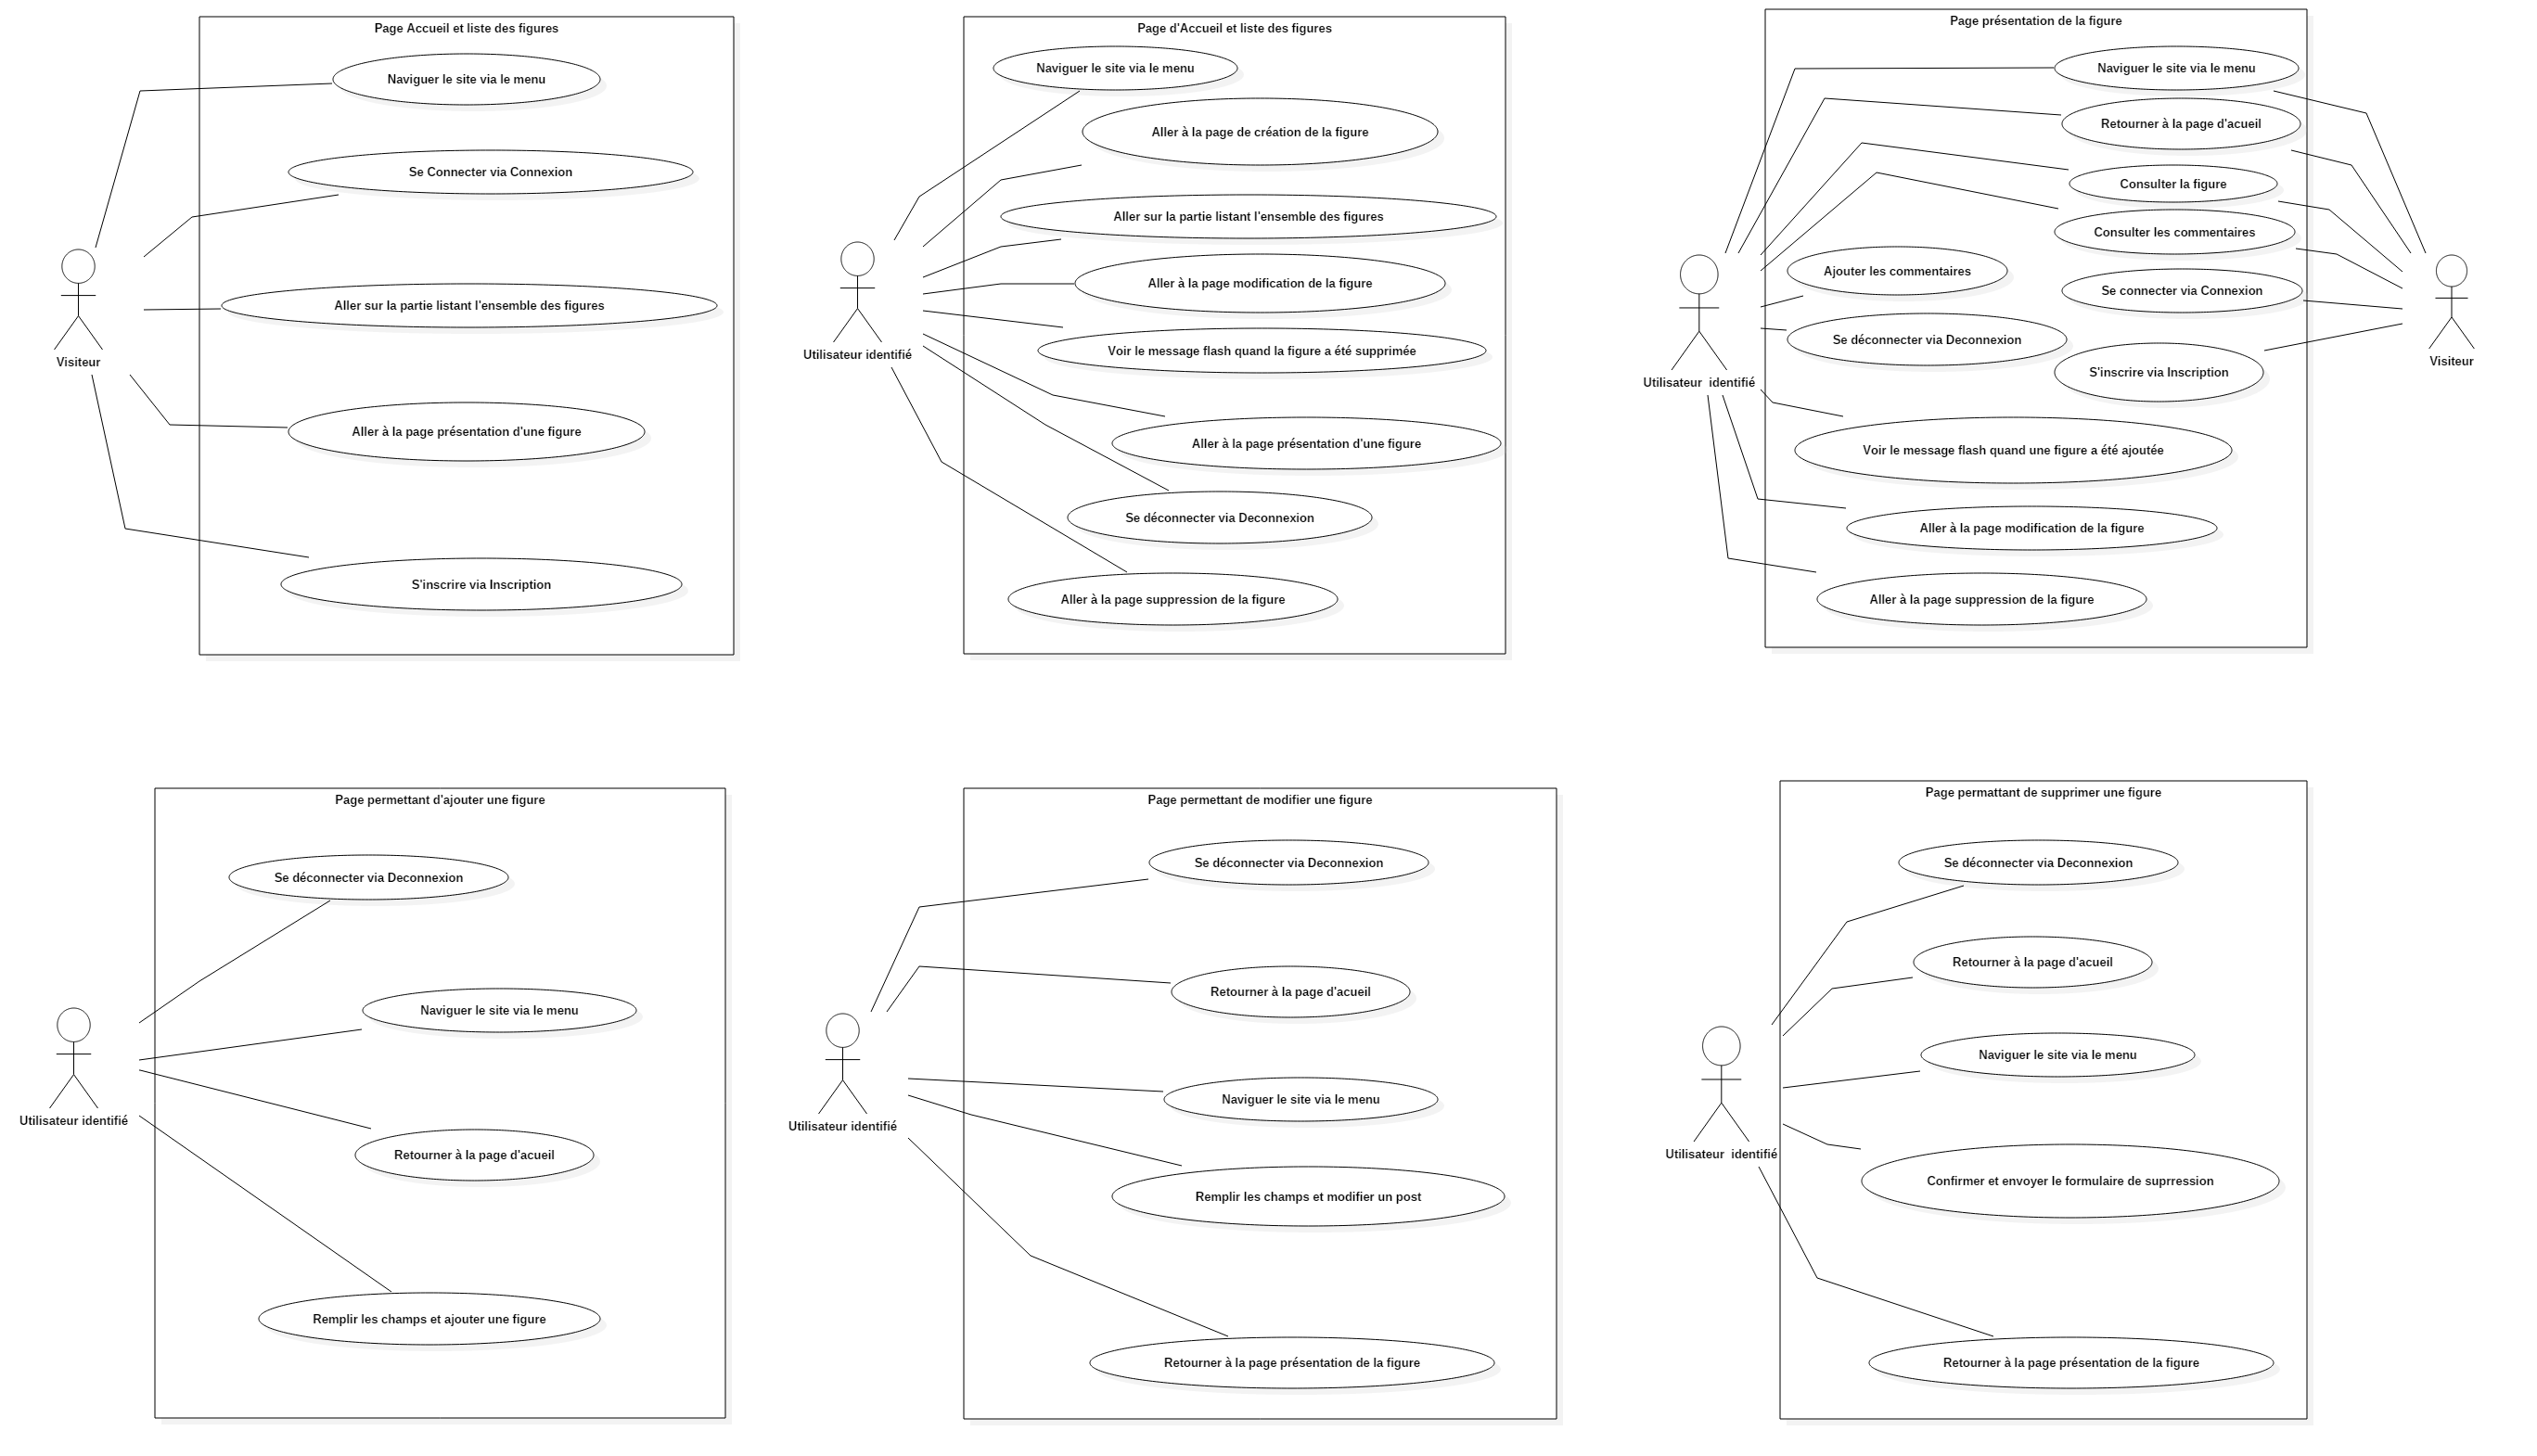 Page Accueil et liste des figures
Naviguer le site via le menu
Se Connecter via Connexion
Aller sur la partie listant l'ensemble des figures
Visiteur
Aller à la page présentation d'une figure
S'inscrire via Inscription
Page d'Accueil et liste des figures
Naviguer le site via le menu
Aller à la page de création de la figure
Aller sur la partie listant l'ensemble des figures
Aller à la page modification de la figure
Voir le message flash quand la figure a été supprimée
Utilisateur identifié
Aller à la page présentation d'une figure
Se déconnecter via Deconnexion
Aller à la page suppression de la figure
Page présentation de la figure
Naviguer le site via le menu
Retourner à la page d'acueil
Consulter la figure
Consulter les commentaires
Ajouter les commentaires
Se connecter via Connexion
Se déconnecter via Deconnexion
Visiteur
S'inscrire via Inscription
Utilisateur  identifié
Voir le message flash quand une figure a été ajoutée
Aller à la page modification de la figure
Aller à la page suppression de la figure
Page permettant d'ajouter une figure
Se déconnecter via Deconnexion
Naviguer le site via le menu
Utilisateur identifié
Retourner à la page d'acueil
Remplir les champs et ajouter une figure
Page permettant de modifier une figure
Se déconnecter via Deconnexion
Retourner à la page d'acueil
Naviguer le site via le menu
Utilisateur identifié
Remplir les champs et modifier un post
Retourner à la page présentation de la figure
Page permattant de supprimer une figure
Se déconnecter via Deconnexion
Retourner à la page d'acueil
Naviguer le site via le menu
Utilisateur  identifié
Confirmer et envoyer le formulaire de suprression
Retourner à la page présentation de la figure